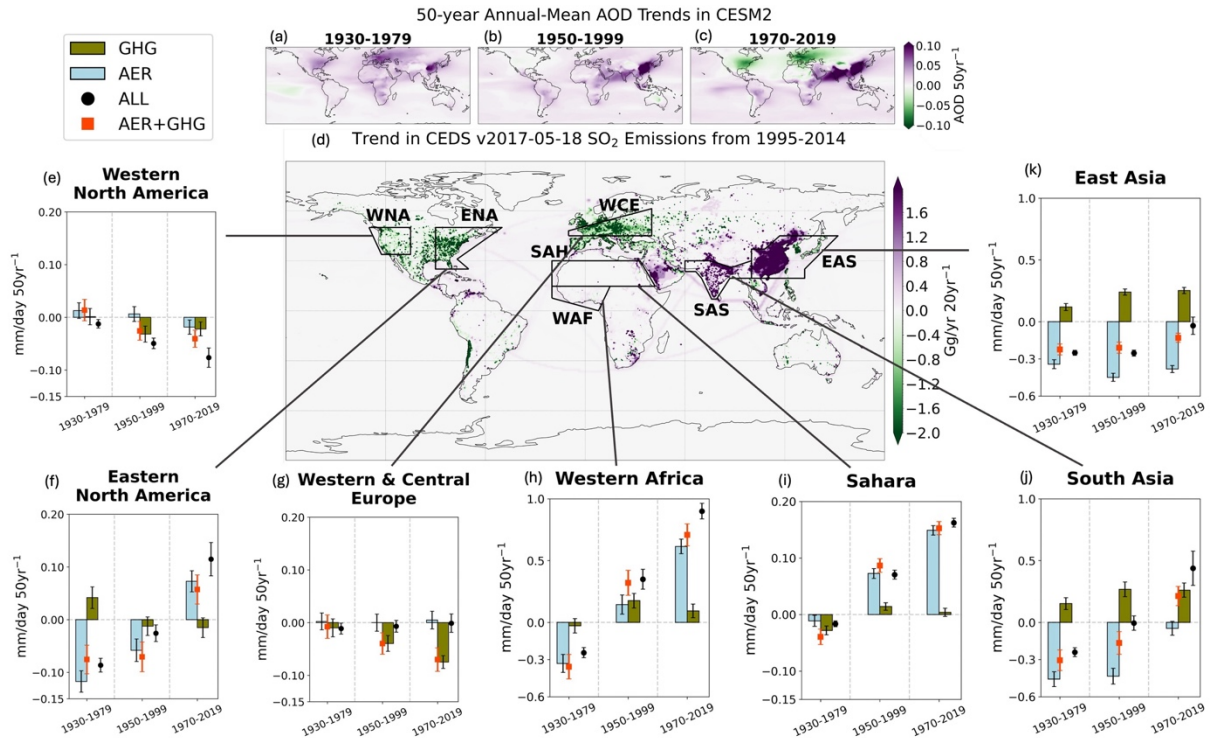 50-year Annual-Mean AOD Trends in CESM2
GHG
AER
ALL
AER+GHG
(a) 1930-1979
(b) 1950-1999
(c) 1970-2019
0.10
0.05
0.00
−0.05
−0.10
AOD 50yr⁻¹
(d) Trend in CEDS v2017-05-18 SO₂ Emissions from 1995-2014
WNA
ENA
WCE
SAH
WAF
SAS
EAS
1.6
1.2
0.8
0.4
0.0
−0.4
−0.8
−1.2
−1.6
−2.0
Gg/yr 20yr⁻¹
(e) Western
North America
0.20
0.10
0.00
−0.10
−0.15
mm/day 50yr⁻¹
1930-1979
1950-1999
1970-2019
(k) East Asia
1.0
0.5
0.0
−0.3
−0.6
mm/day 50yr⁻¹
1930-1979
1950-1999
1970-2019
(f) Eastern
North America
0.20
0.10
0.00
−0.10
−0.15
mm/day 50yr⁻¹
1930-1979
1950-1999
1970-2019
(g) Western & Central
Europe
0.20
0.10
0.00
−0.10
−0.15
mm/day 50yr⁻¹
1930-1979
1950-1999
1970-2019
(h) Western Africa
1.0
0.5
0.0
−0.3
−0.6
mm/day 50yr⁻¹
1930-1979
1950-1999
1970-2019
(i) Sahara
0.20
0.10
0.00
−0.10
−0.15
mm/day 50yr⁻¹
1930-1979
1950-1999
1970-2019
(j) South Asia
1.0
0.5
0.0
−0.3
−0.6
mm/day 50yr⁻¹
1930-1979
1950-1999
1970-2019